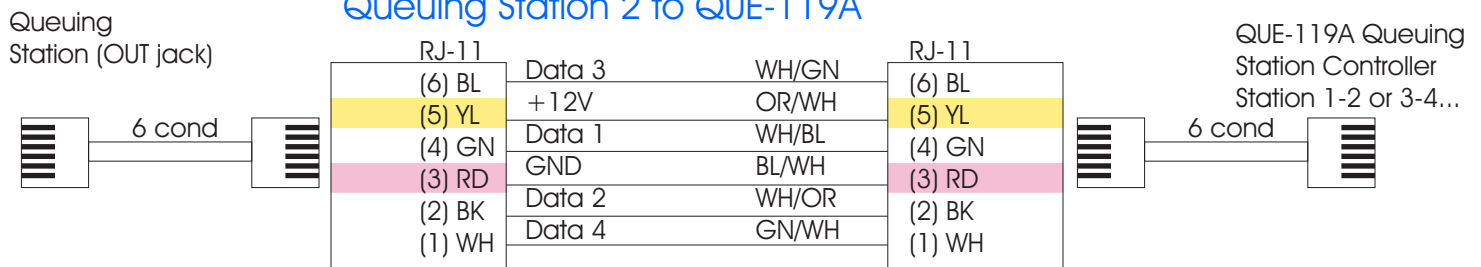 Queuing Station 2 to QUE-119A
Queuing
Station (OUT jack)
6 cond
RJ-11
(6) BL
(5) YL
(4) GN
(3) RD
(2) BK
(1) WH
Data 3 WH/GN
+12V OR/WH
Data 1 WH/BL
GND BL/WH
Data 2 WH/OR
Data 4 GN/WH
RJ-11
(6) BL
(5) YL
(4) GN
(3) RD
(2) BK
(1) WH
QUE-119A Queuing
Station Controller
Station 1-2 or 3-4...
6 cond